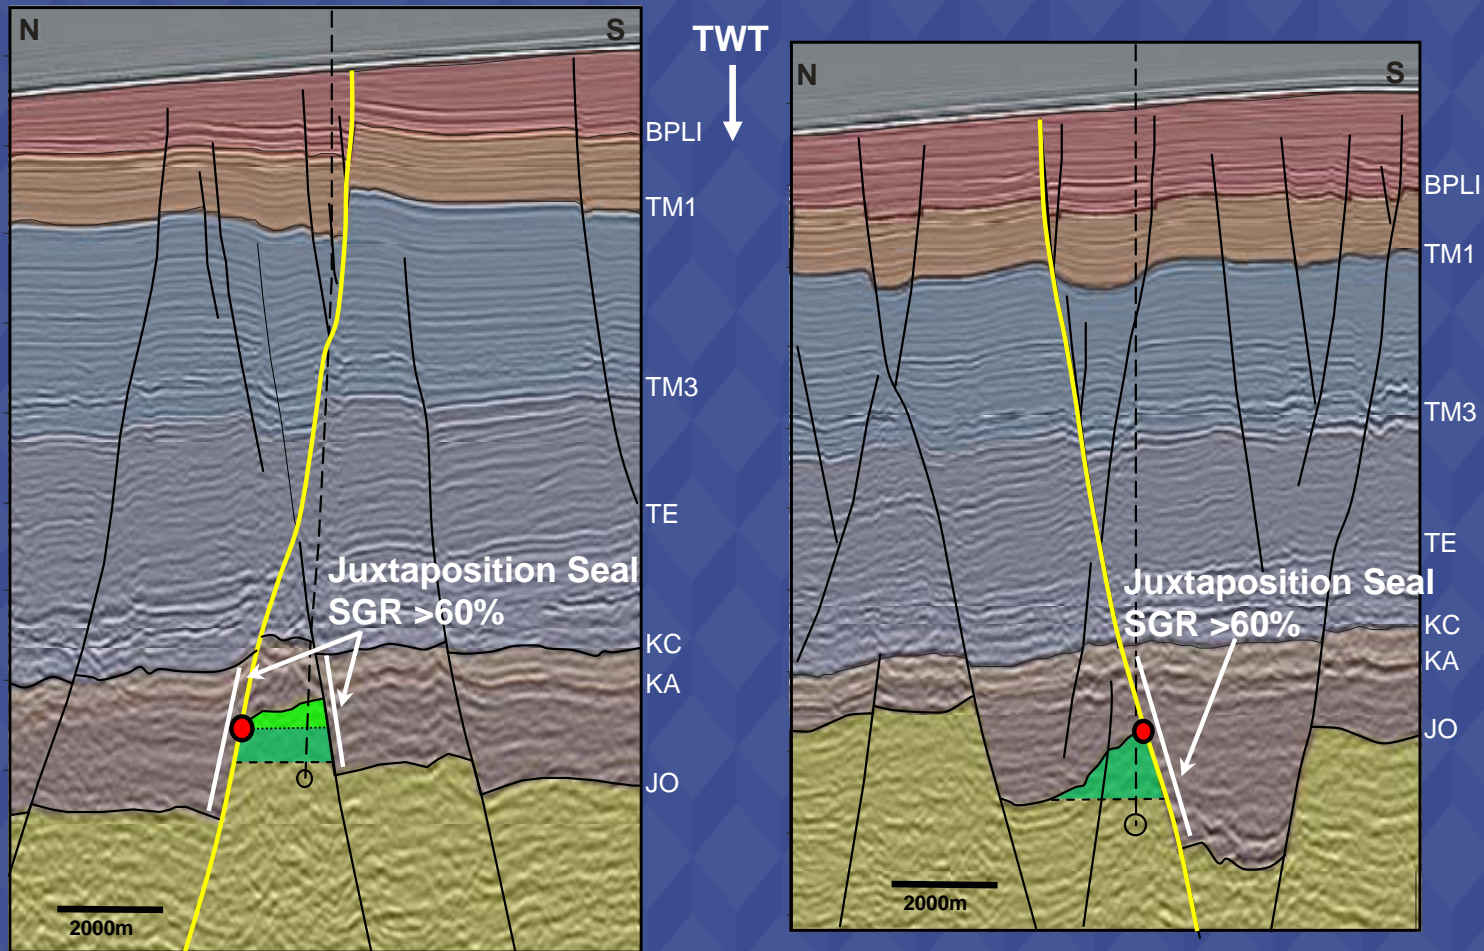 N
S
BPLI
TM1
TM3
TE
Juxtaposition Seal
SGR >60%
KC
KA
JO
2000m
TWT
N
S
BPLI
TM1
TM3
TE
Juxtaposition Seal
SGR >60%
KC
KA
JO
2000m